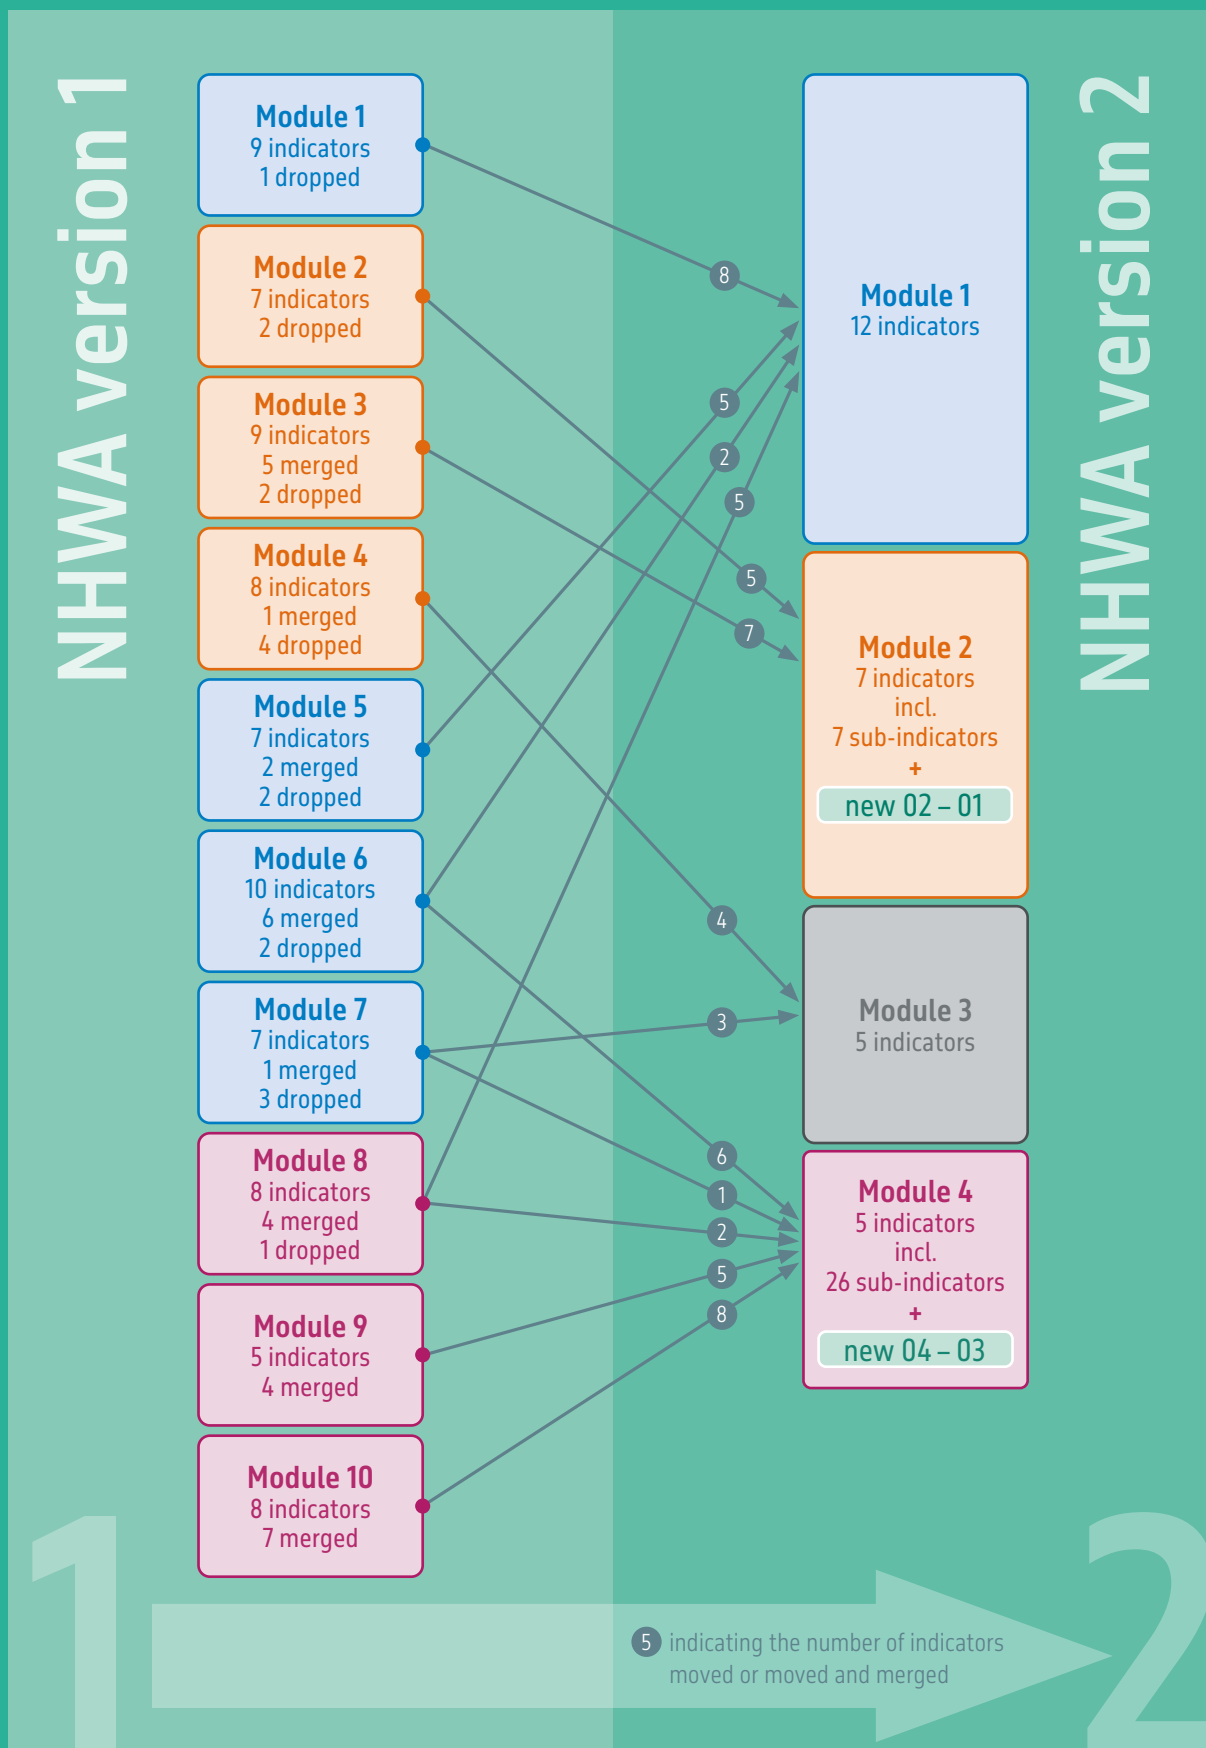 NHWA version 1
Module 1
9 indicators
1 dropped
Module 2
7 indicators
2 dropped
Module 3
9 indicators
5 merged
2 dropped
Module 4
8 indicators
1 merged
4 dropped
Module 5
7 indicators
2 merged
2 dropped
Module 6
10 indicators
6 merged
2 dropped
Module 7
7 indicators
1 merged
3 dropped
Module 8
8 indicators
4 merged
1 dropped
Module 9
5 indicators
4 merged
Module 10
8 indicators
7 merged
8
5
2
5
5
7
4
3
6
1
2
5
8
NHWA version 2
Module 1
12 indicators
Module 2
7 indicators
incl.
7 sub-indicators
+
new 02 – 01
Module 3
5 indicators
Module 4
5 indicators
incl.
26 sub-indicators
+
new 04 – 03
1
5 indicating the number of indicators
moved or moved and merged
2